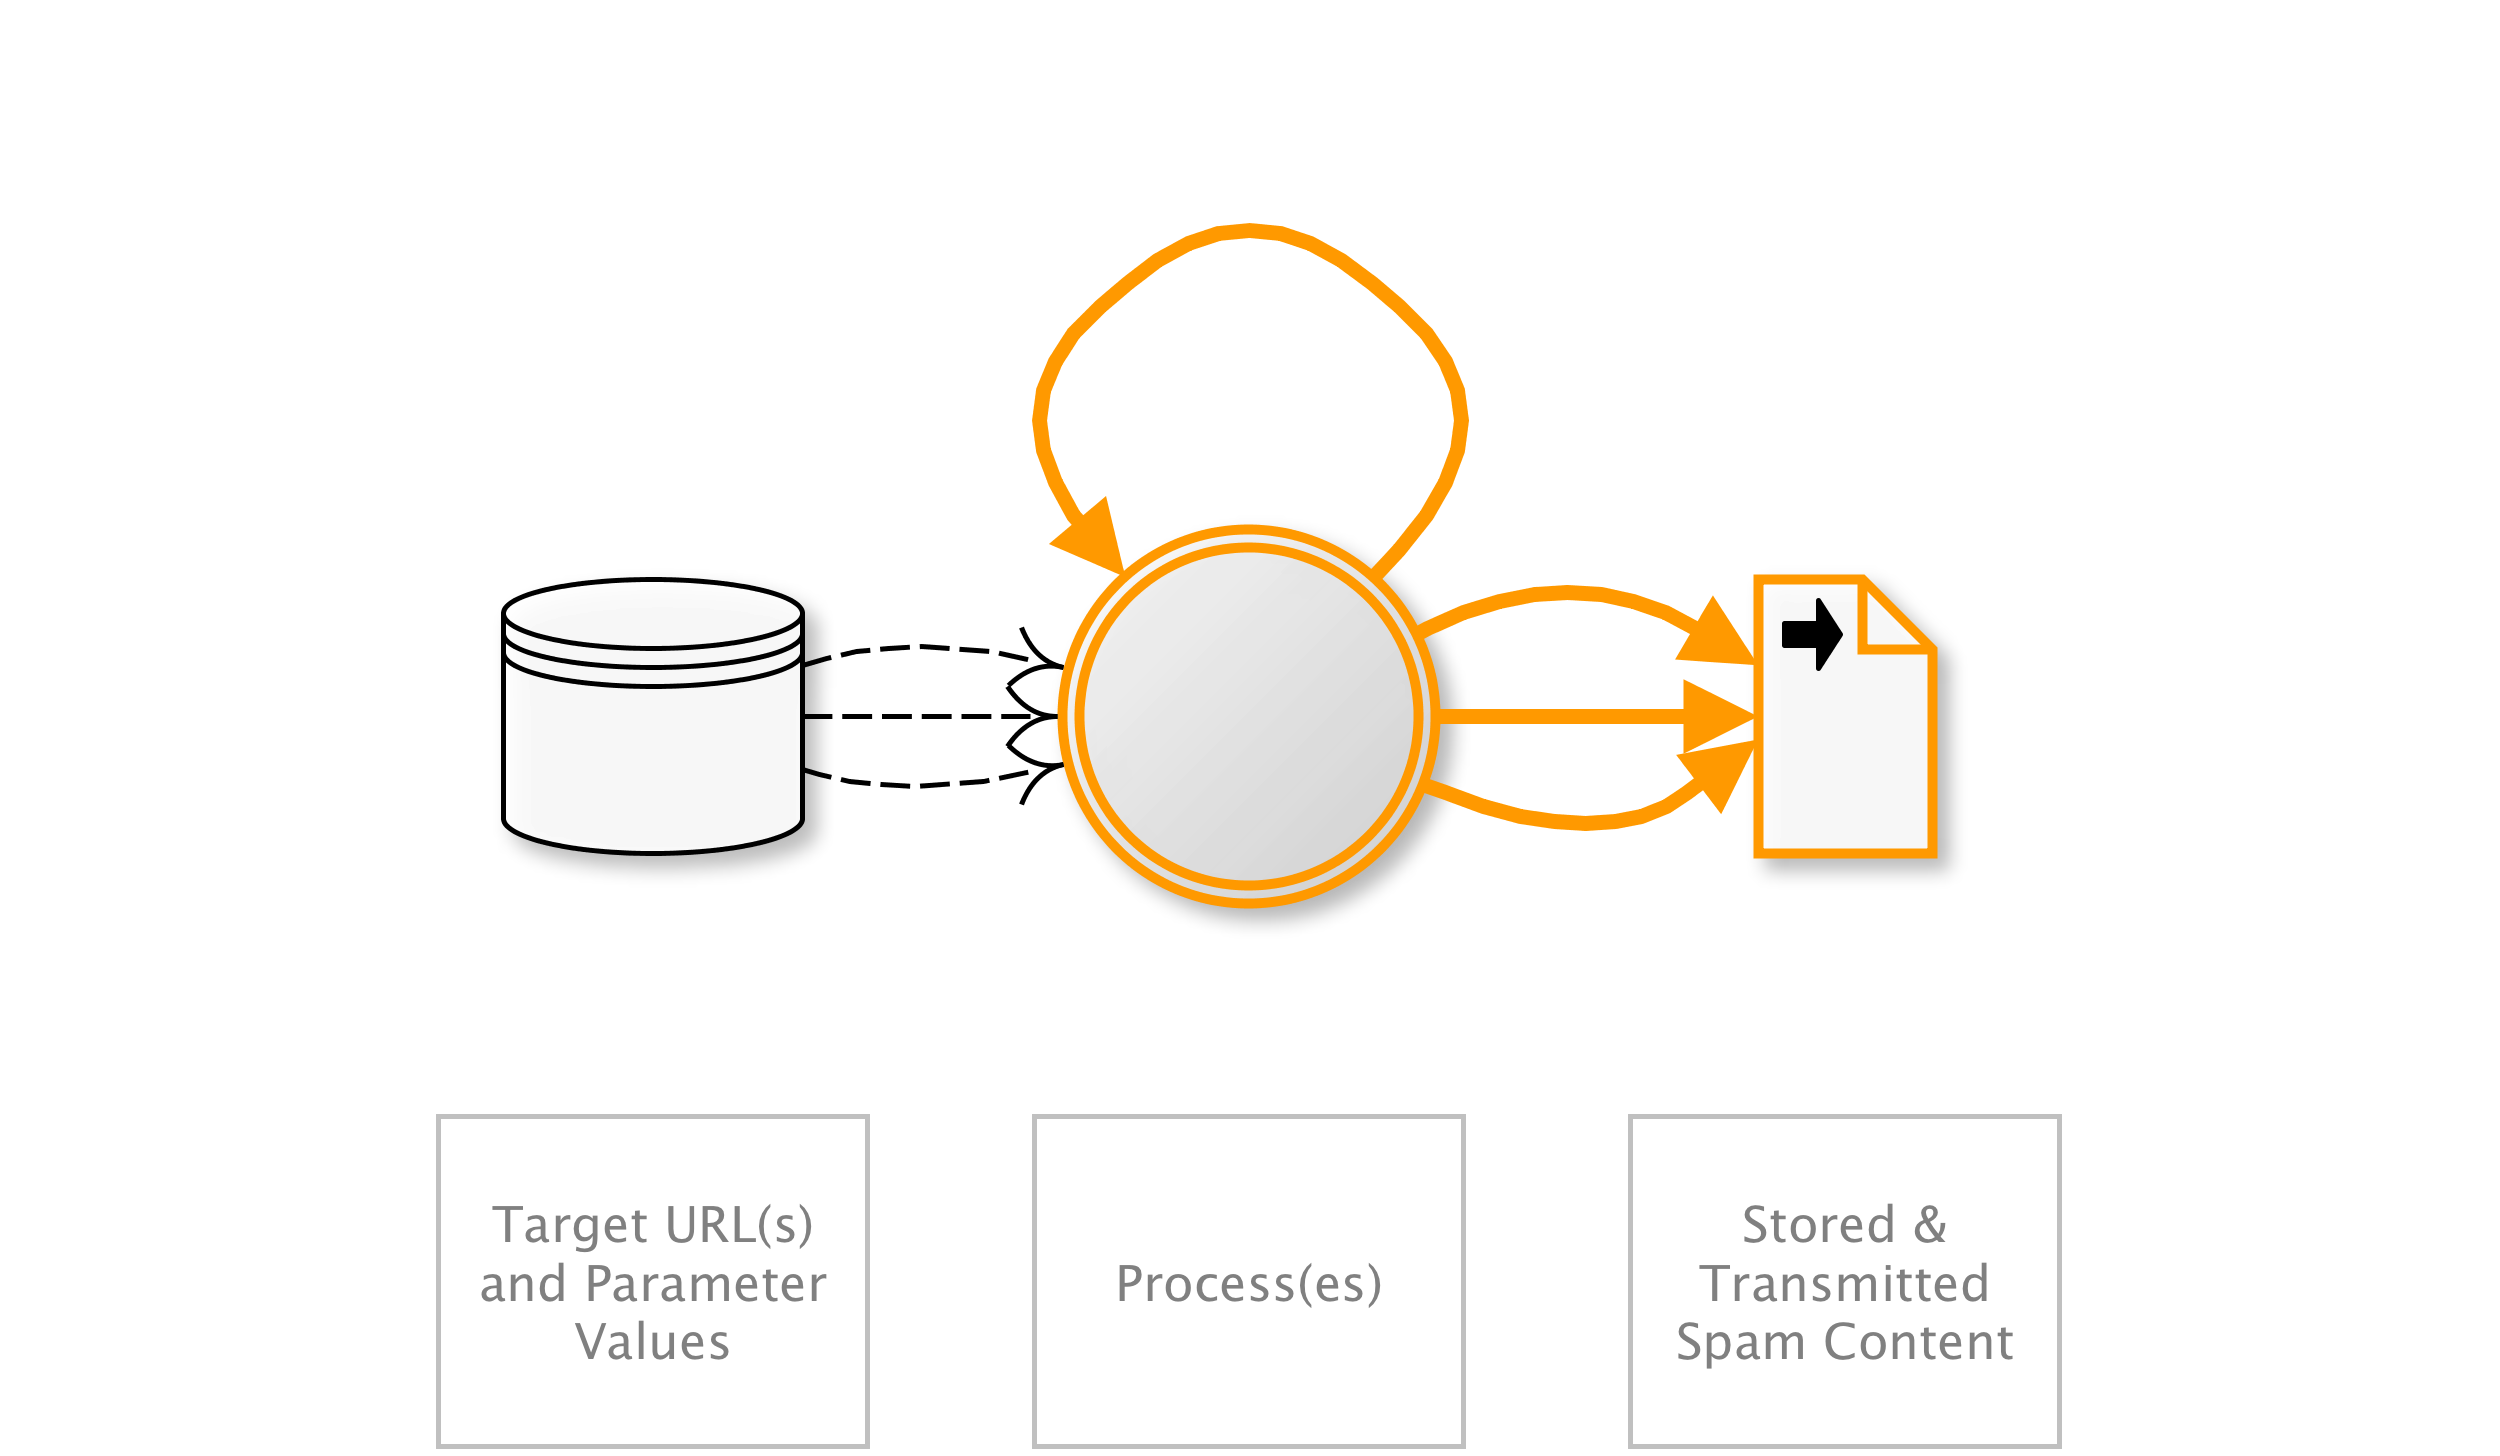 Target URL(s)
and Parameter
Values
Process(es)
Stored &
Transmitted
Spam Content